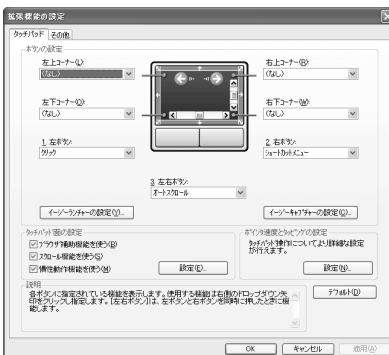 拡張機能の設定
タッチパッド その他
ボタンの設定
左上コーナー(L): 右上コーナー(R):
(なし) (なし)
左下コーナー(Q): 右下コーナー(W):
(なし) (なし)
1. 左ボタン: 2. 右ボタン:
クリック ショートカットメニュー
3. 左右ボタン:
オートスクロール
イージーランチャーの設定(Y)... イージーキャプチャーの設定(C)...
タッチパッド面の設定 ポインタ速度とタッピングの設定
ブラウザ補助機能を使う(B) タッチパッド操作についてより詳細な設定
が行えます。
スクロール機能を使う(S)
慣性動作機能を使う(M) 設定(E)... 設定(N)...
説明
各ボタンに指定されている機能を表示します。使用する機能は右側のドロップダウン矢
印をクリックし指定します。[左右ボタン]は、左ボタンと右ボタンを同時に押したときに機
能します。
デフォルト(D)
OK キャンセル 適用(A)